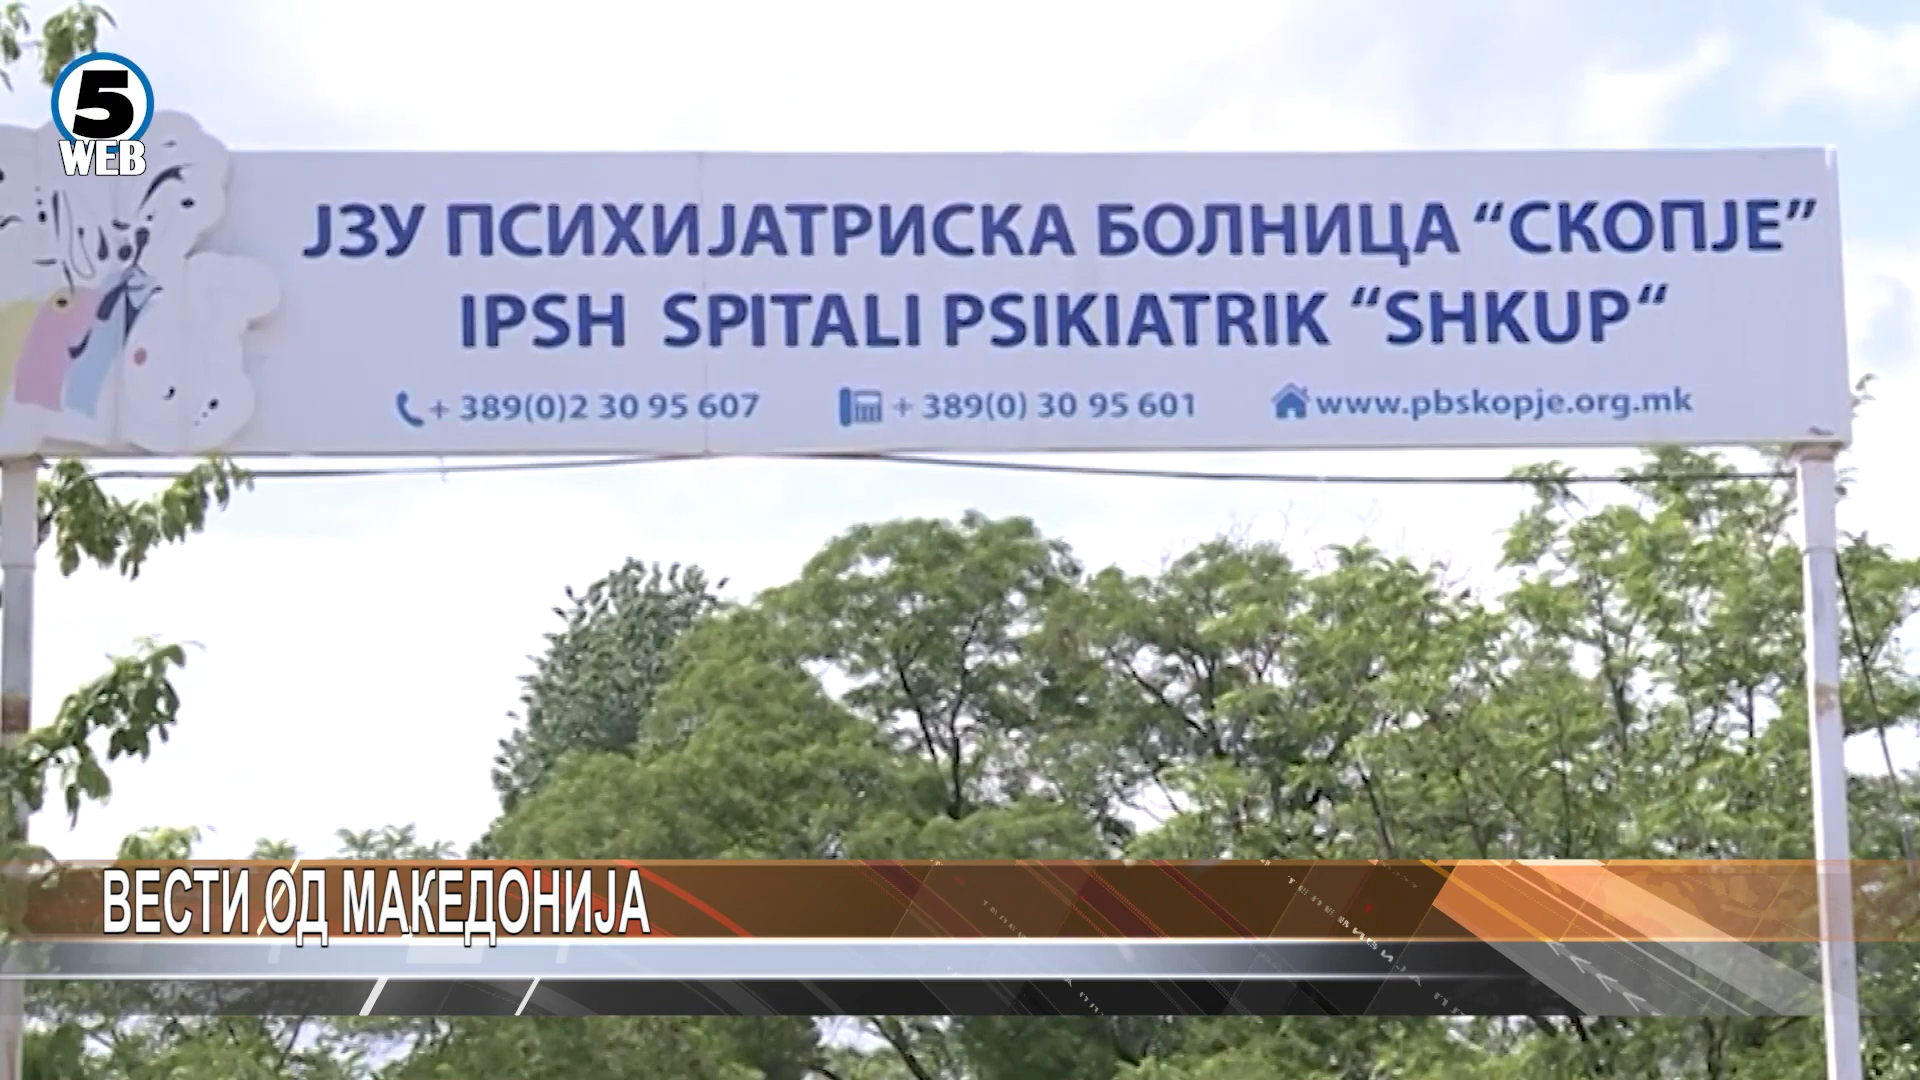 5
WEB
ЈЗУ ПСИХИЈАТРИСКА БОЛНИЦА “СКОПЈЕ”
IPSH SPITALI PSIKIATRIK “SHKUP“
+ 389(0)2 30 95 607 + 389(0) 30 95 601 www.pbskopje.org.mk
ВЕСТИ ОД МАКЕДОНИЈА